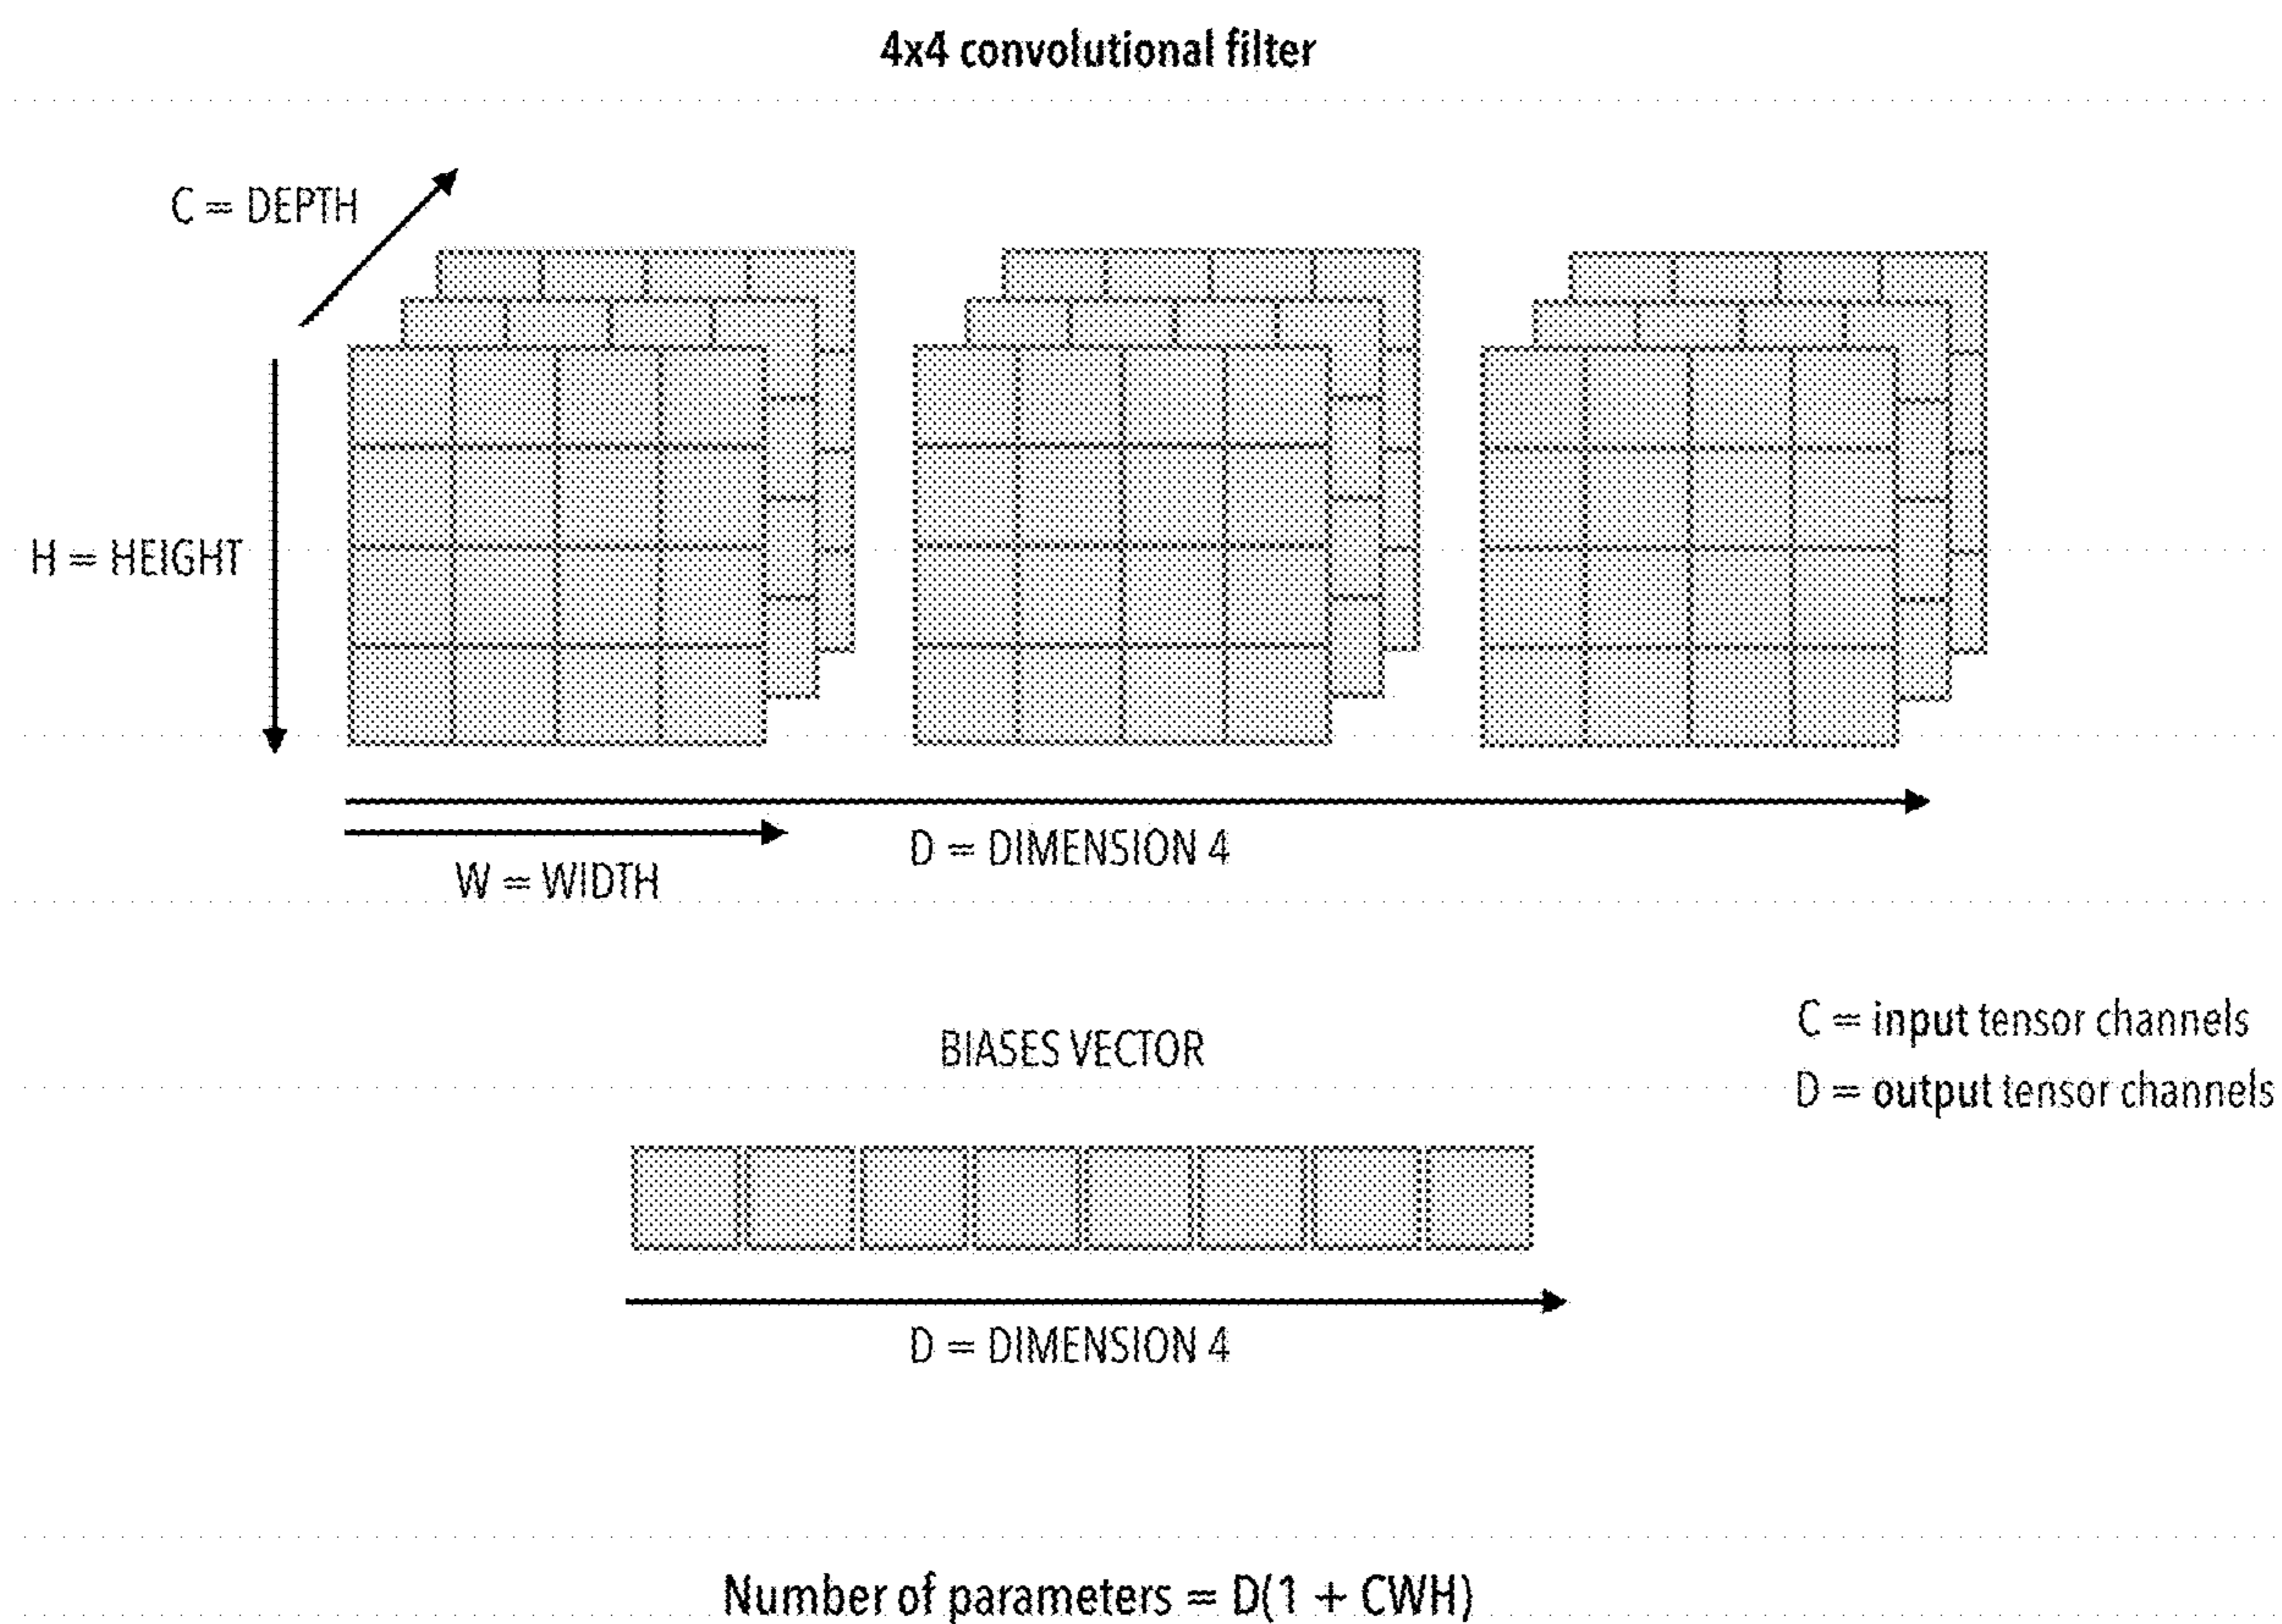 4x4 convolutional filter
C = DEPTH
H = HEIGHT
D = DIMENSION 4
W = WIDTH
BIASES VECTOR
C = input tensor channels
D = output tensor channels
D = DIMENSION 4
Number of parameters = D(1 + CWH)